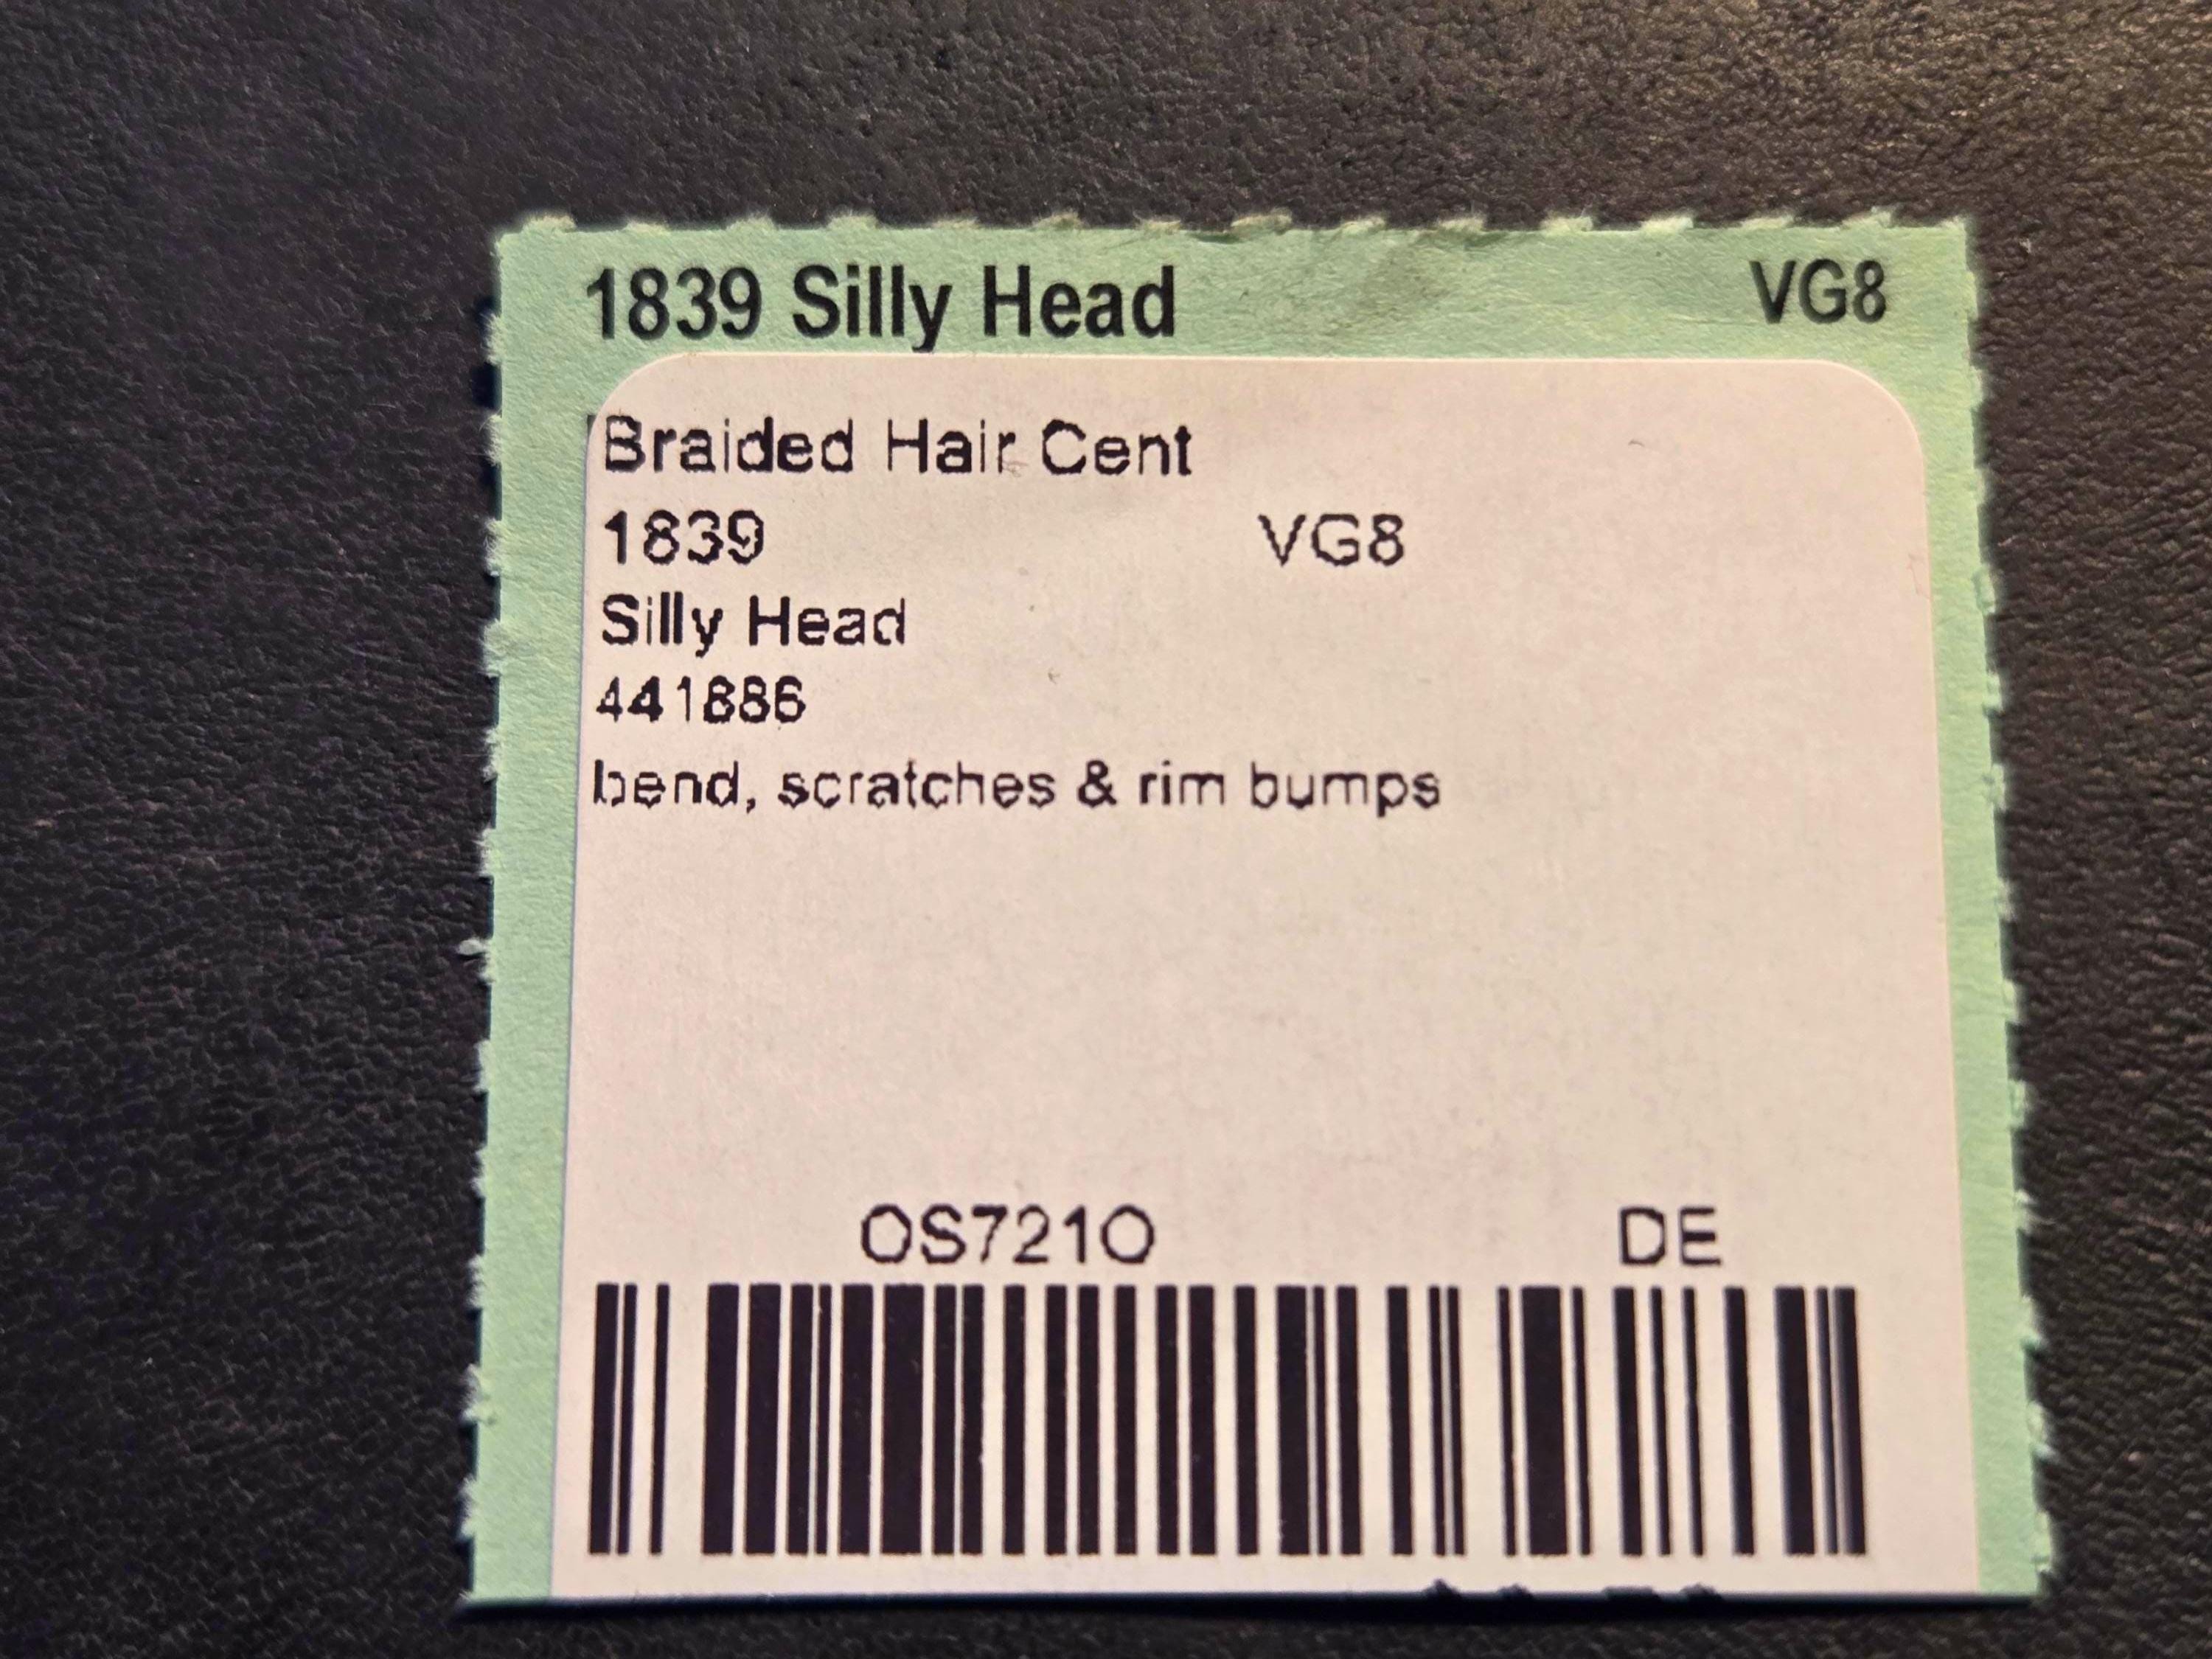 1839 Silly Head VG8
Braided Hair Cent
1839 VG8
Silly Head
441886
bend, scratches & rim bumps
OS721O DE